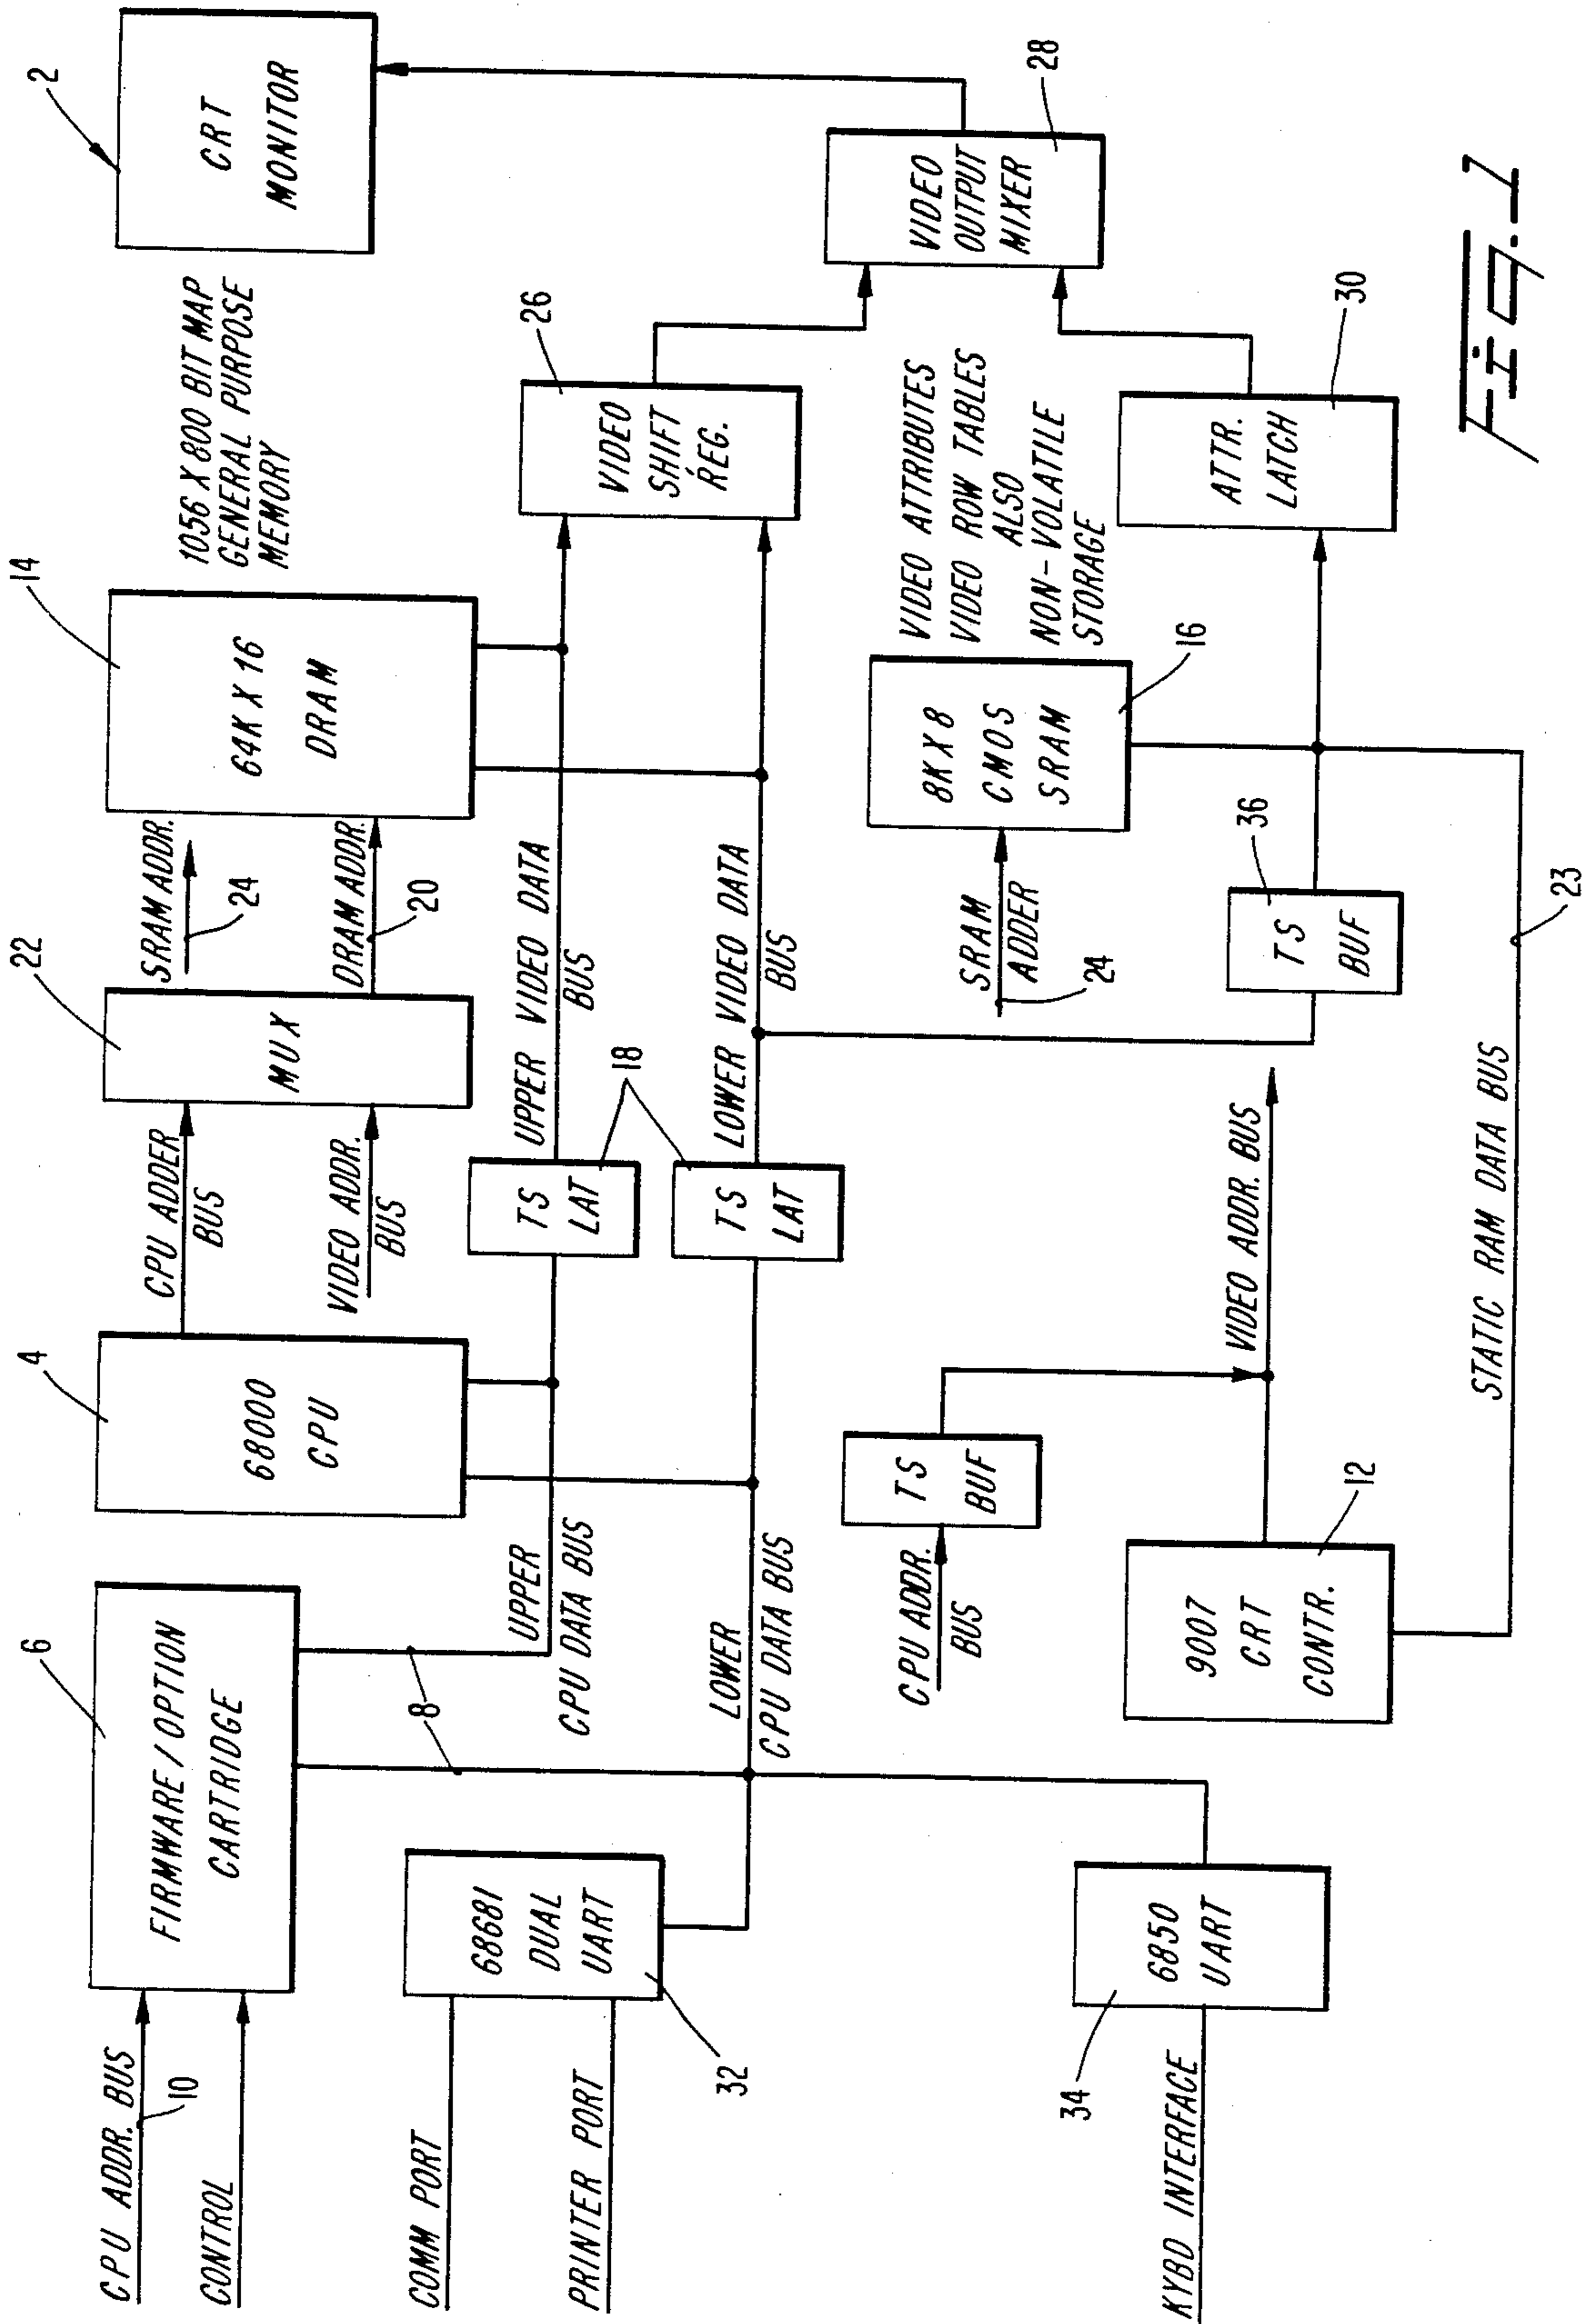 CPU ADDR. BUS
10
CONTROL
6
FIRMWARE/OPTION
CARTRIDGE
8
UPPER
CPU DATA BUS
LOWER
CPU DATA BUS
4
68000
CPU
CPU ADDER
BUS
VIDEO ADDR.
BUS
22
MUX
SRAM ADDR.
24
DRAM ADDR.
20
14
64K X 16
DRAM
1056 X 800 BIT MAP
GENERAL PURPOSE
MEMORY
2
CRT
MONITOR
TS
LAT
18
TS
LAT
UPPER VIDEO DATA
BUS
LOWER VIDEO DATA
BUS
26
VIDEO
SHIFT
REG.
VIDEO
OUTPUT
MIXER
28
COMM PORT
PRINTER PORT
68681
DUAL
UART
32
KYBD INTERFACE
34
6850
UART
CPU ADDR.
BUS
TS
BUF
9007
CRT
CONTR.
12
VIDEO ADDR. BUS
SRAM
ADDER
24
8K X 8
CMOS
SRAM
16
VIDEO ATTRIBUTES
VIDEO ROW TABLES
ALSO
NON-VOLATILE
STORAGE
36
TS
BUF
ATTR.
LATCH
30
STATIC RAM DATA BUS
23
Fig. 1